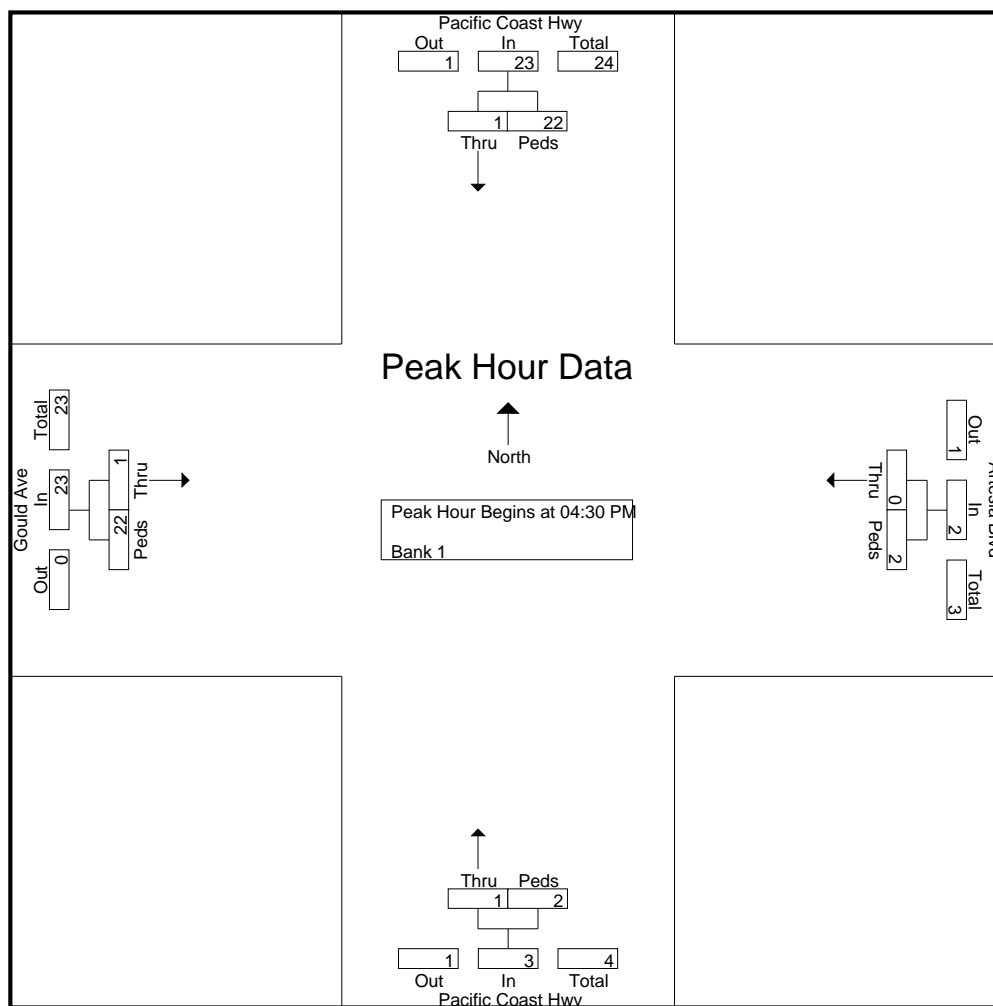 Pacific Coast Hwy
Out In Total
1 23 24
1 22
Thru Peds
Peak Hour Data
North
Peak Hour Begins at 04:30 PM
Bank 1
Gould Ave
Total In Out
23 23 0
1 22
Thru Peds
Thru Peds
0 2
1 2 3
Out In Total
Thru Peds
1 2
1 3 4
Out In Total
Pacific Coast Hwy